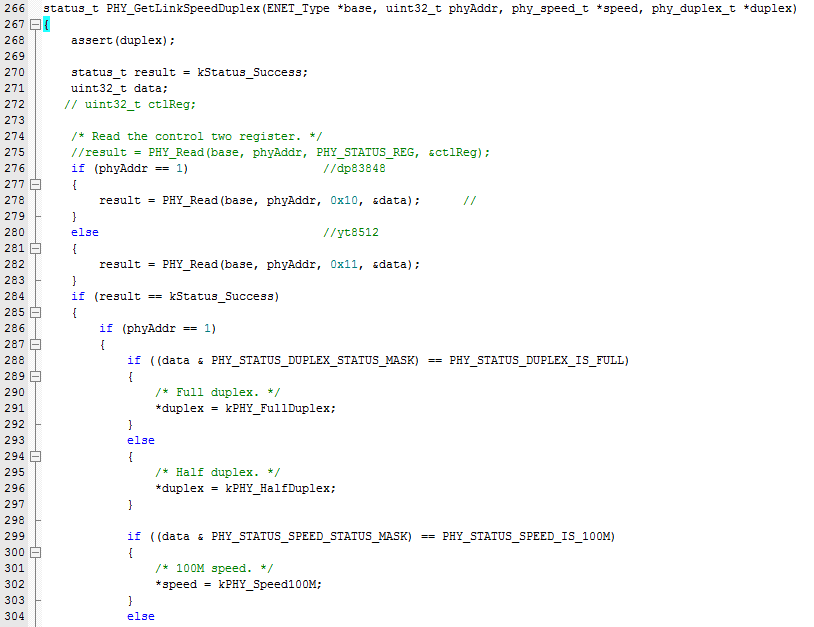 266 status_t PHY_GetLinkSpeedDuplex(ENET_Type *base, uint32_t phyAddr, phy_speed_t *speed, phy_duplex_t *duplex)
267 {
268     assert(duplex);
269
270     status_t result = kStatus_Success;
271     uint32_t data;
272    // uint32_t ctlReg;
273
274     /* Read the control two register. */
275     //result = PHY_Read(base, phyAddr, PHY_STATUS_REG, &ctlReg);
276     if (phyAddr == 1)                   //dp83848
277     {
278         result = PHY_Read(base, phyAddr, 0x10, &data);      //
279     }
280     else                                //yt8512
281     {
282         result = PHY_Read(base, phyAddr, 0x11, &data);
283     }
284     if (result == kStatus_Success)
285     {
286         if (phyAddr == 1)
287         {
288             if ((data & PHY_STATUS_DUPLEX_STATUS_MASK) == PHY_STATUS_DUPLEX_IS_FULL)
289             {
290                 /* Full duplex. */
291                 *duplex = kPHY_FullDuplex;
292             }
293             else
294             {
295                 /* Half duplex. */
296                 *duplex = kPHY_HalfDuplex;
297             }
298
299             if ((data & PHY_STATUS_SPEED_STATUS_MASK) == PHY_STATUS_SPEED_IS_100M)
300             {
301                 /* 100M speed. */
302                 *speed = kPHY_Speed100M;
303             }
304             else